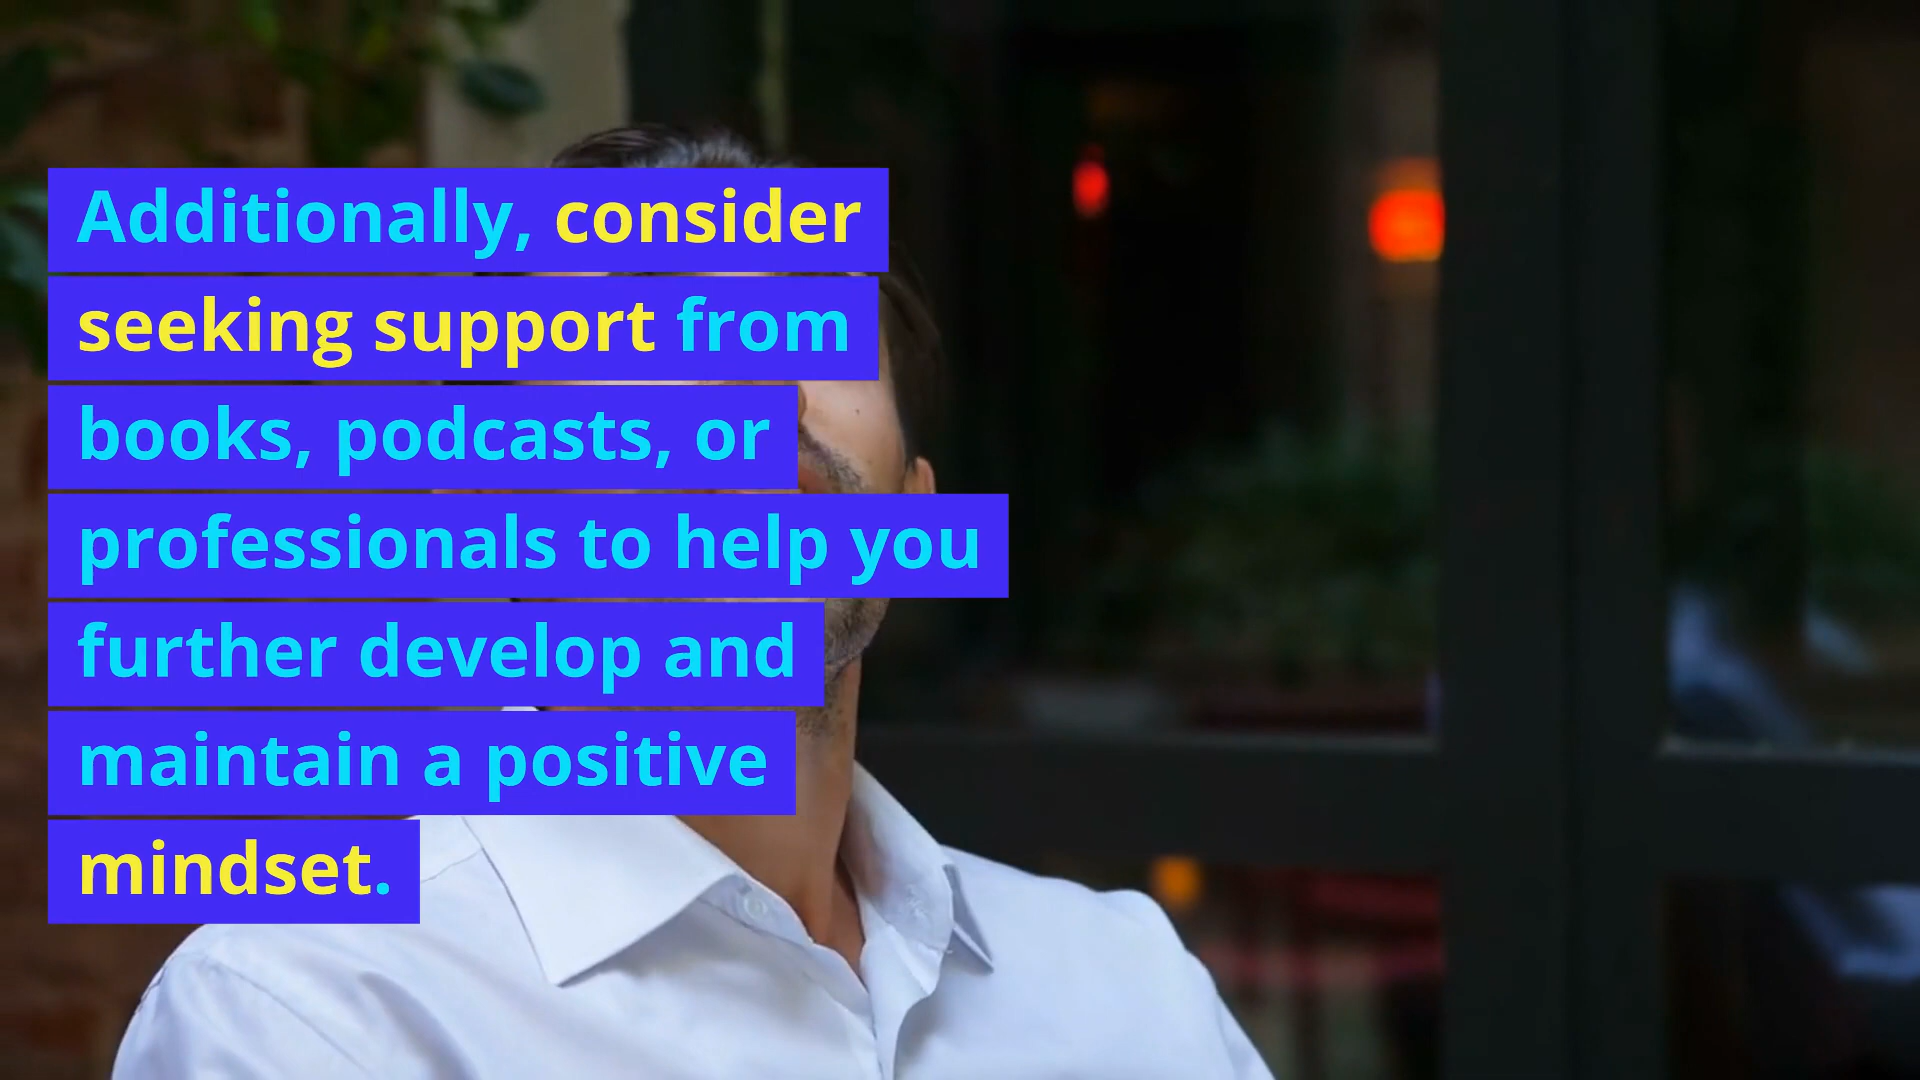 Additionally, consider
seeking support from
books, podcasts, or
professionals to help you
further develop and
maintain a positive
mindset.